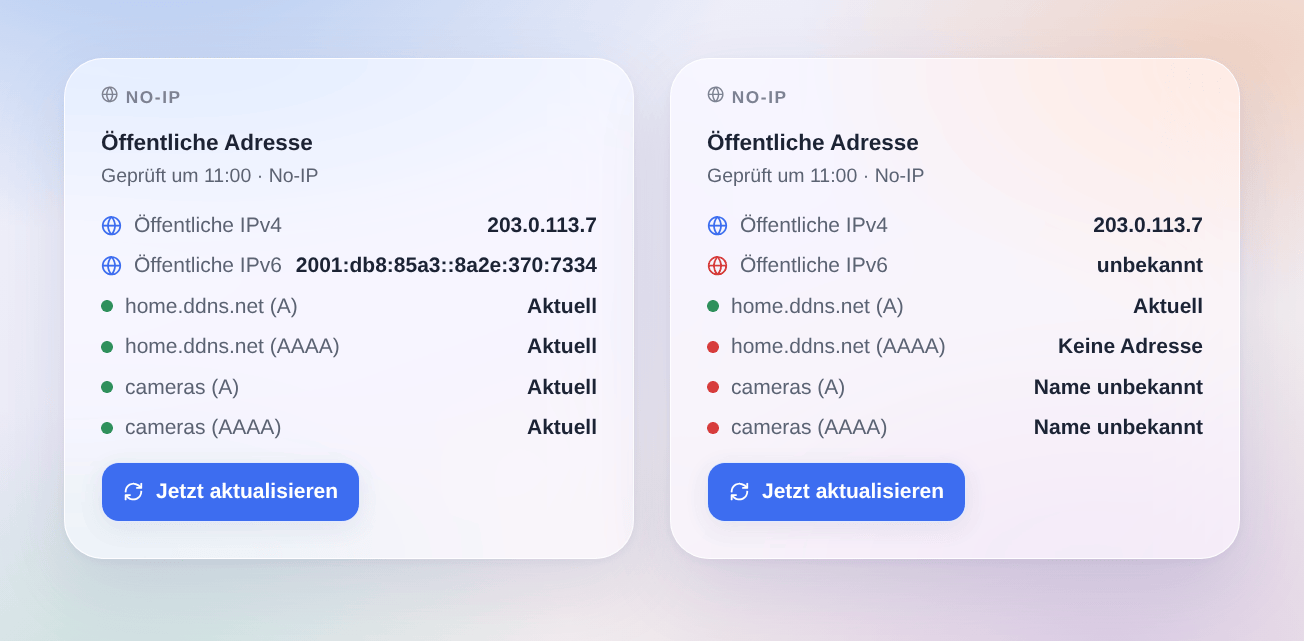 NO-IP
Öffentliche Adresse
Geprüft um 11:00 · No-IP
Öffentliche IPv4 203.0.113.7
Öffentliche IPv6 2001:db8:85a3::8a2e:370:7334
home.ddns.net (A) Aktuell
home.ddns.net (AAAA) Aktuell
cameras (A) Aktuell
cameras (AAAA) Aktuell
Jetzt aktualisieren
NO-IP
Öffentliche Adresse
Geprüft um 11:00 · No-IP
Öffentliche IPv4 203.0.113.7
Öffentliche IPv6 unbekannt
home.ddns.net (A) Aktuell
home.ddns.net (AAAA) Keine Adresse
cameras (A) Name unbekannt
cameras (AAAA) Name unbekannt
Jetzt aktualisieren